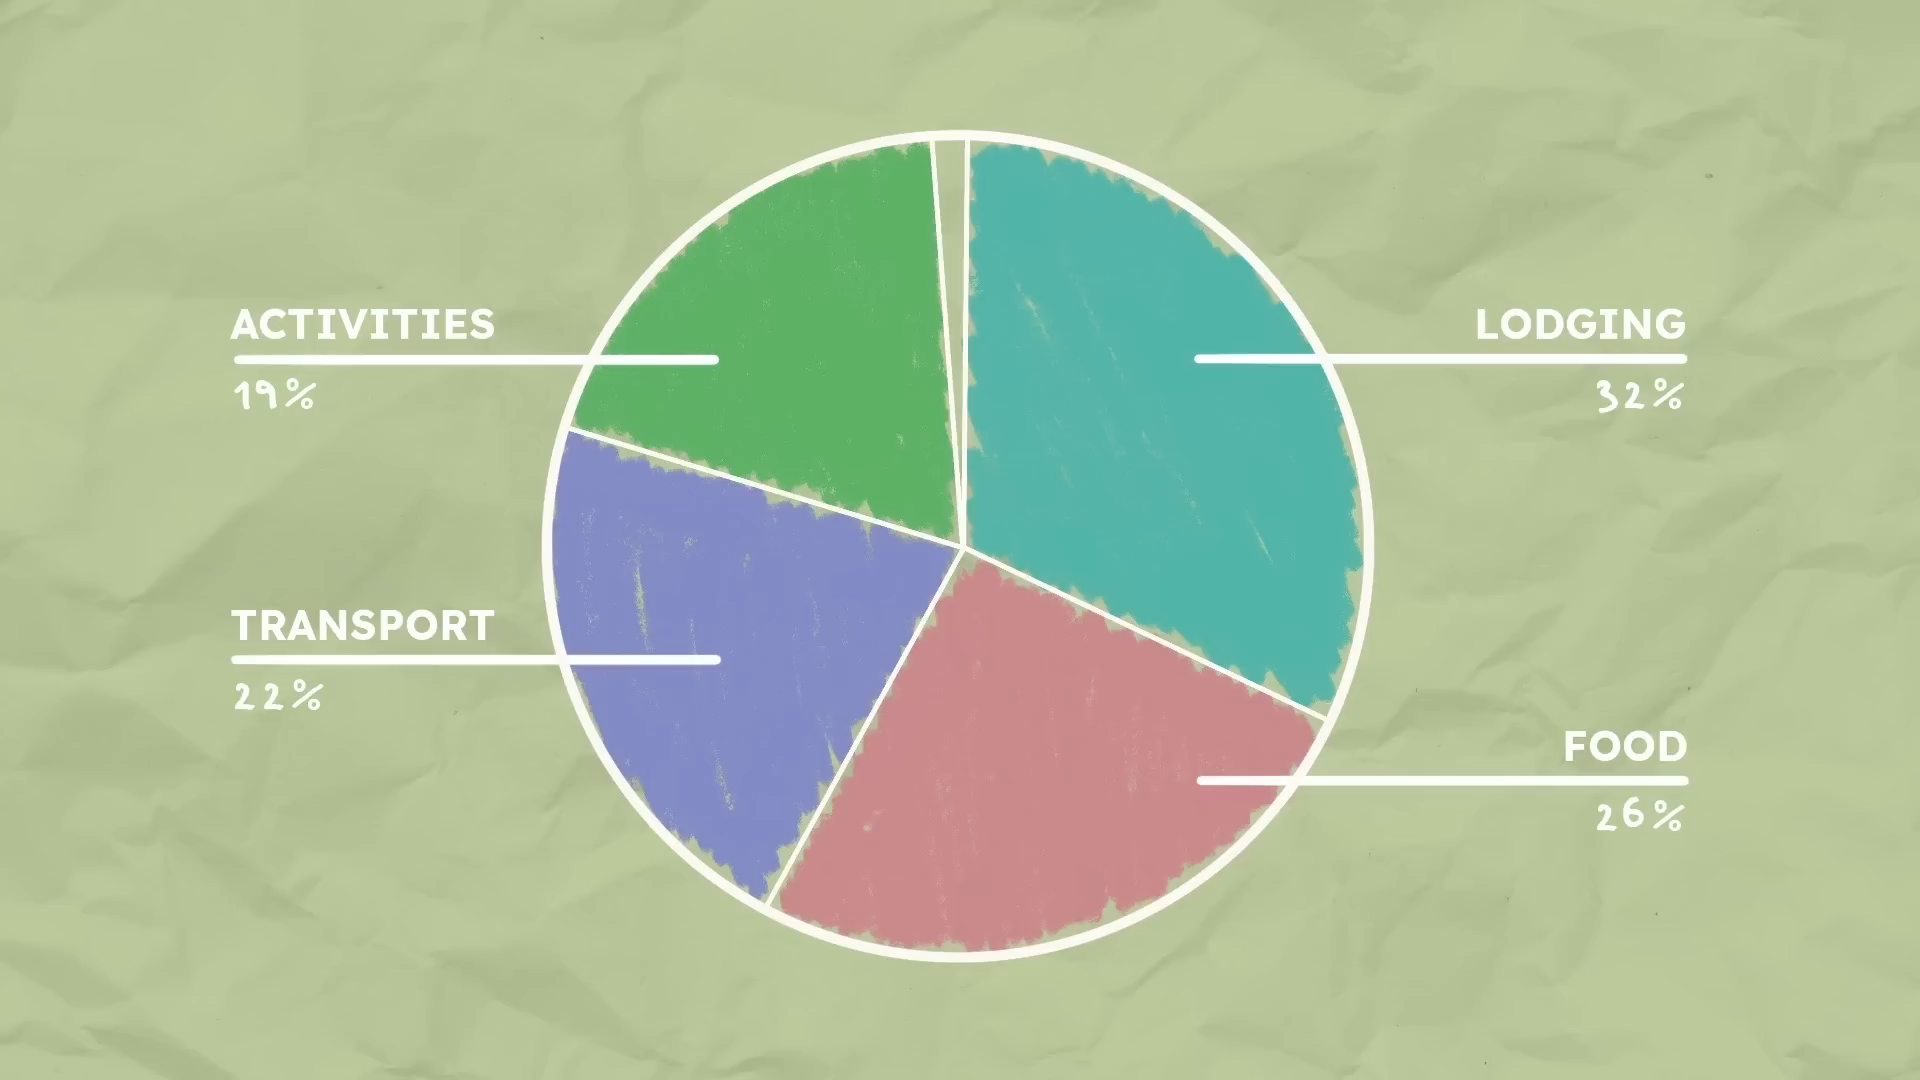 ACTIVITIES
19%
LODGING
32%
TRANSPORT
22%
FOOD
26%